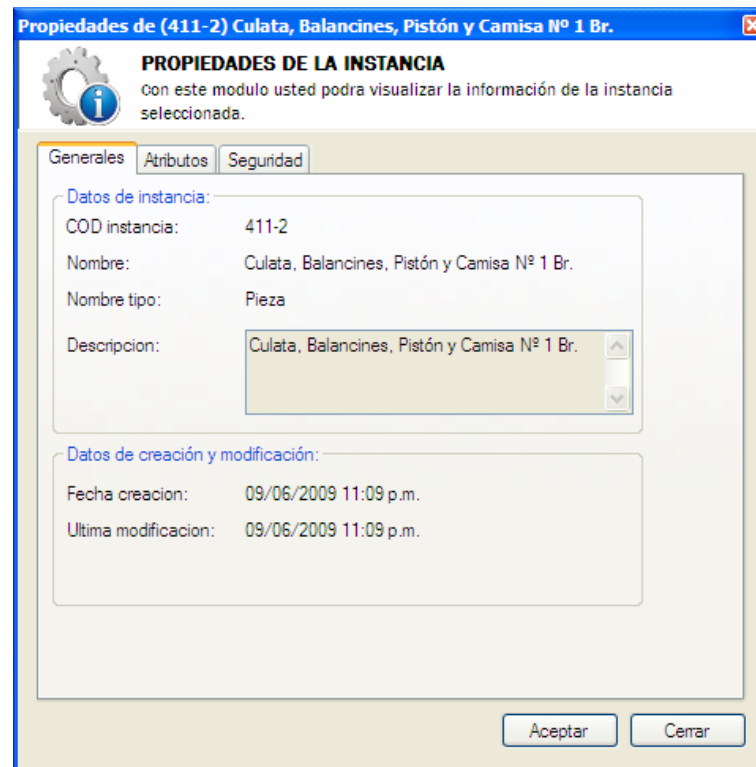 Propiedades de (411-2) Culata, Balancines, Pistón y Camisa Nº 1 Br.
PROPIEDADES DE LA INSTANCIA
Con este modulo usted podra visualizar la información de la instancia
seleccionada.
Generales Atributos Seguridad
Datos de instancia:
COD instancia: 411-2
Nombre: Culata, Balancines, Pistón y Camisa Nº 1 Br.
Nombre tipo: Pieza
Descripcion: Culata, Balancines, Pistón y Camisa Nº 1 Br.
Datos de creación y modificación:
Fecha creacion: 09/06/2009 11:09 p.m.
Ultima modificacion: 09/06/2009 11:09 p.m.
Aceptar Cerrar